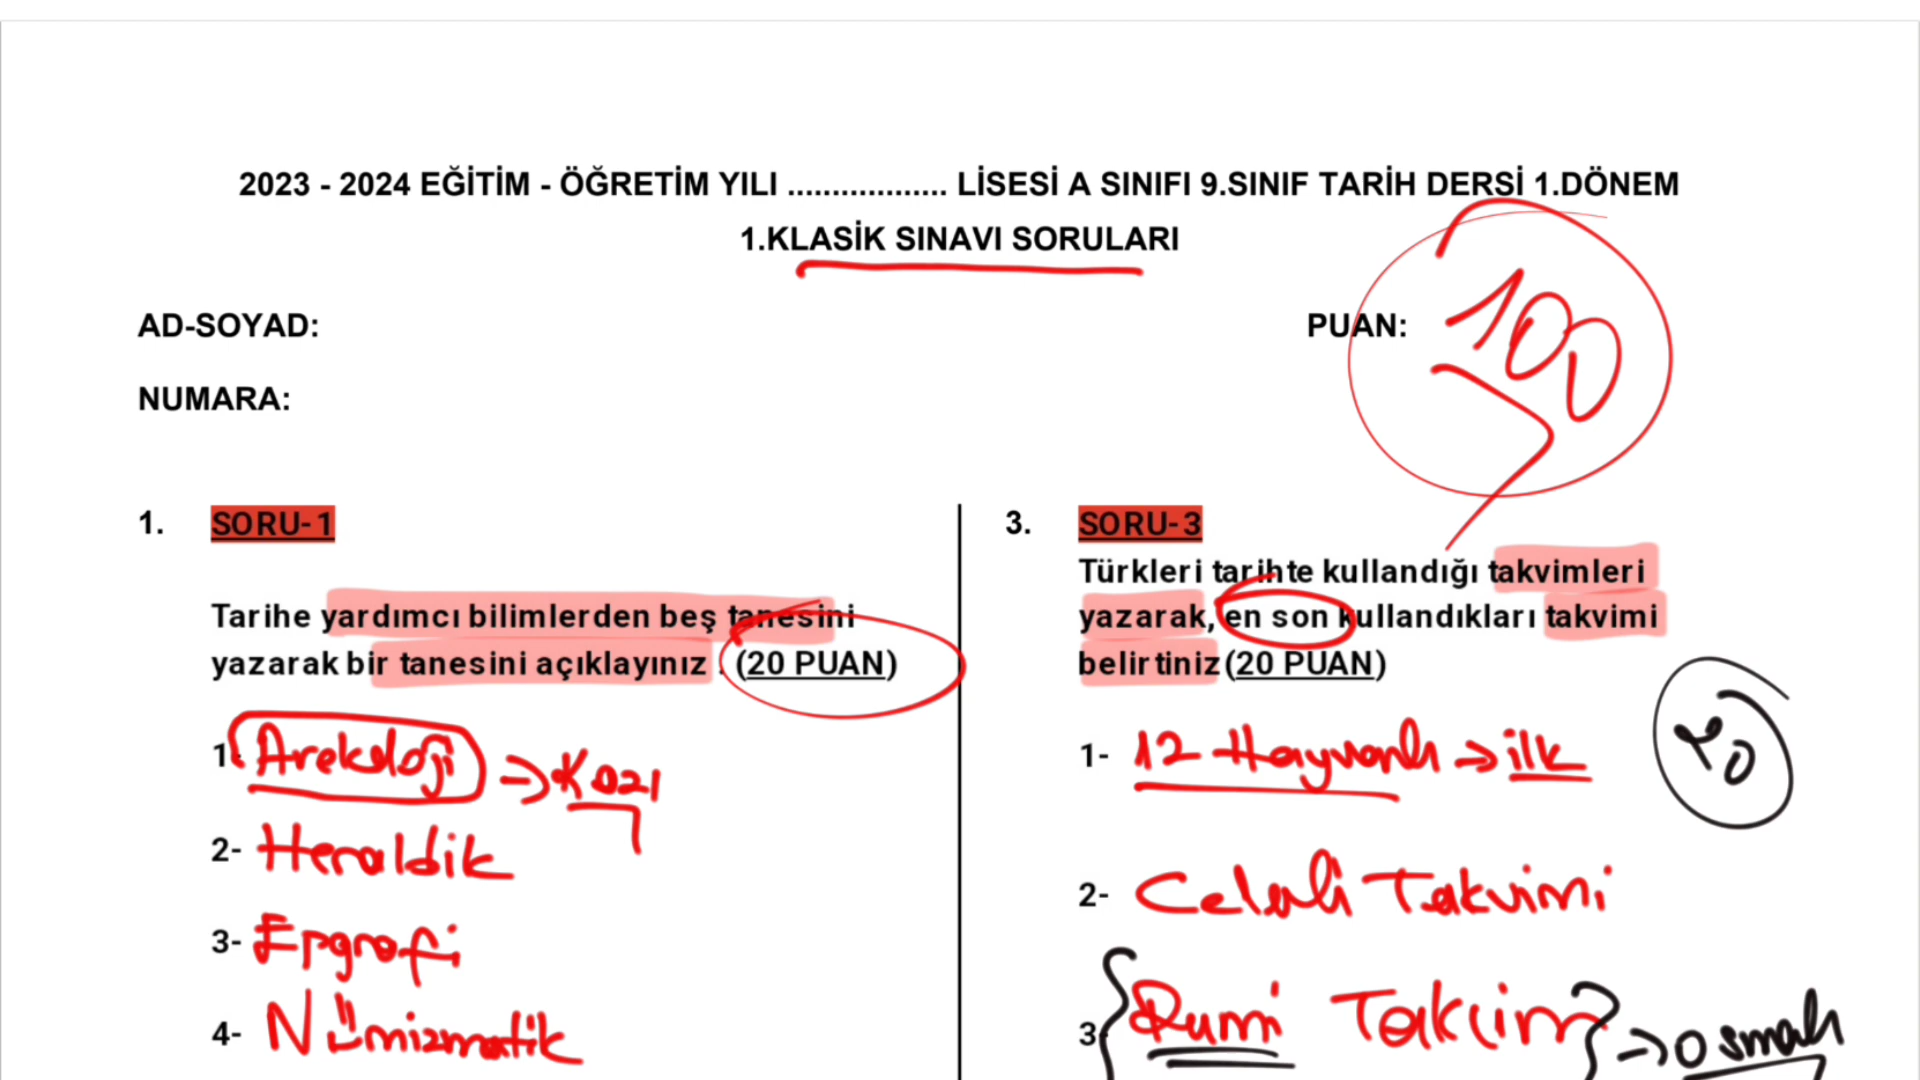 2023 - 2024 EĞİTİM - ÖĞRETİM YILI .................. LİSESİ A SINIFI 9.SINIF TARİH DERSİ 1.DÖNEM
1.KLASİK SINAVI SORULARI
AD-SOYAD:
PUAN: 100
NUMARA:
1. SORU-1
Tarihe yardımcı bilimlerden beş tanesini
yazarak bir tanesini açıklayınız . (20 PUAN)
1- Arekoloji → Kazı
2- Heraldik
3- Epgrafi
4- Nümizmatik
3. SORU-3
Türkleri tarihte kullandığı takvimleri
yazarak, en son kullandıkları takvimi
belirtiniz (20 PUAN)
20
1- 12 Hayvanlı → ilk
2- Celali Takvimi
3- Rumi Takvim → Osmalı